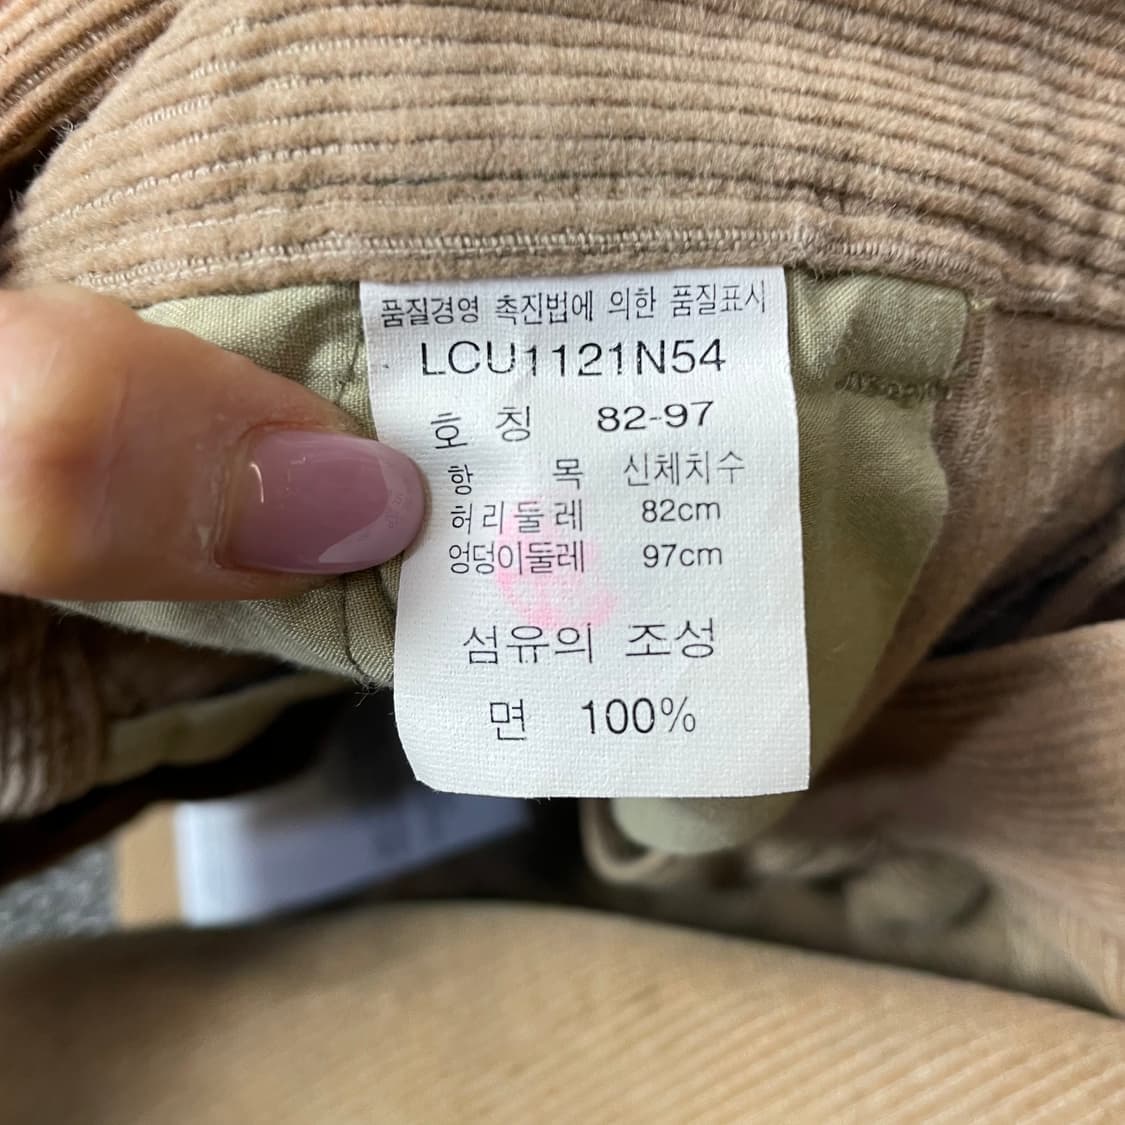 품질경영 촉진법에 의한 품질표시
LCU1121N54
호 칭 82-97
항 목 신체치수
허리둘레 82cm
엉덩이둘레 97cm
섬유의 조성
면 100%